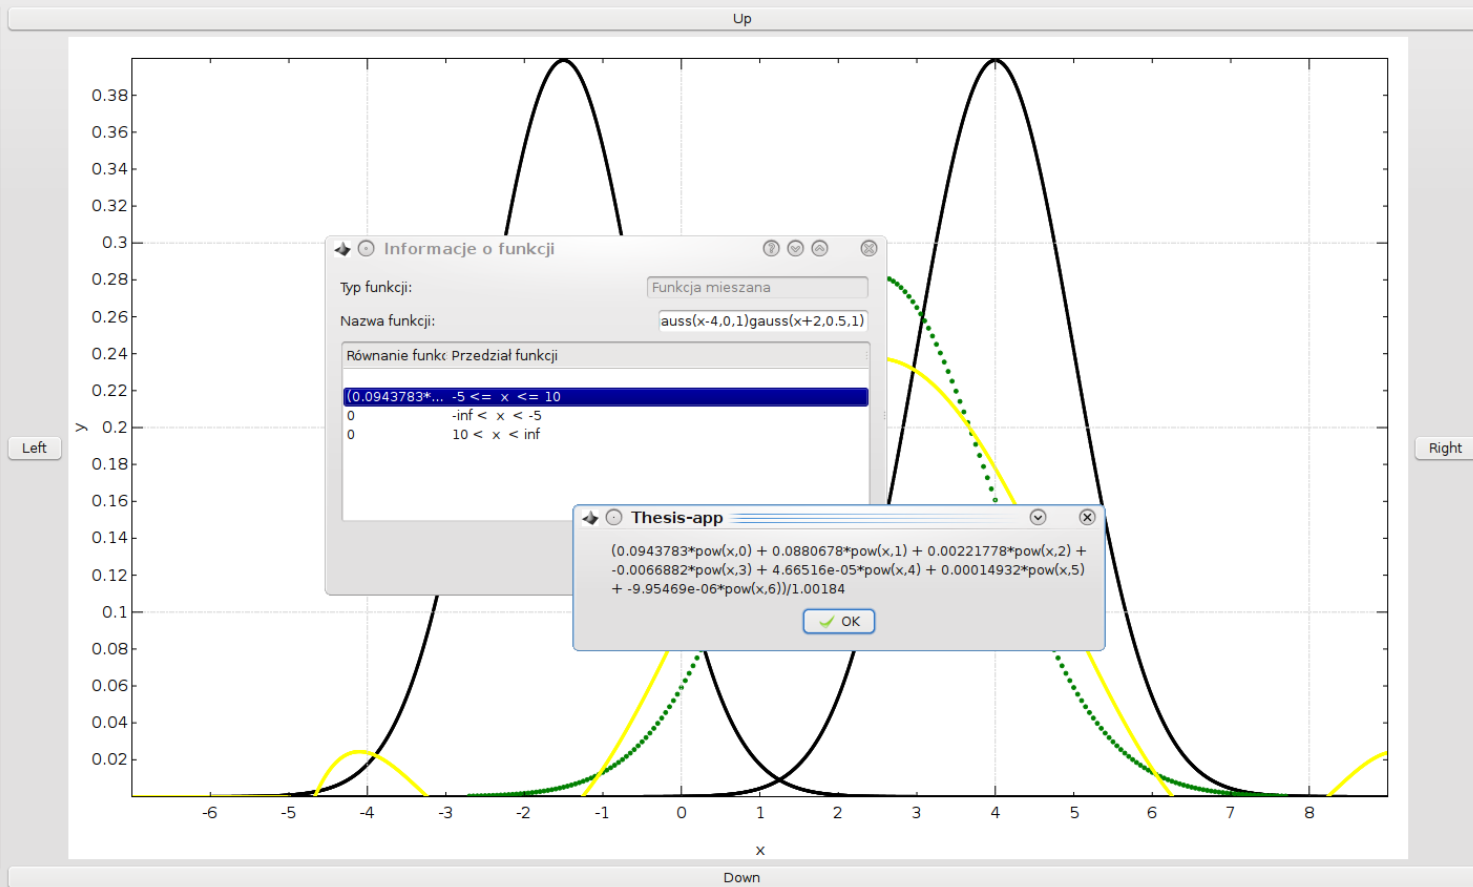 Up
0.38
0.36
0.34
0.32
0.3
0.28
0.26
0.24
0.22
0.2
0.18
0.16
0.14
0.12
0.1
0.08
0.06
0.04
0.02
y
Left
Right
Informacje o funkcji
Typ funkcji: Funkcja mieszana
Nazwa funkcji: auss(x-4,0,1)gauss(x+2,0.5,1)
Równanie funkc Przedział funkcji
(0.0943783*... -5 <= x <= 10
0 -inf < x < -5
0 10 < x < inf
Thesis-app
(0.0943783*pow(x,0) + 0.0880678*pow(x,1) + 0.00221778*pow(x,2) +
-0.0066882*pow(x,3) + 4.66516e-05*pow(x,4) + 0.00014932*pow(x,5)
+ -9.95469e-06*pow(x,6))/1.00184
OK
-6 -5 -4 -3 -2 -1 0 1 2 3 4 5 6 7 8
x
Down